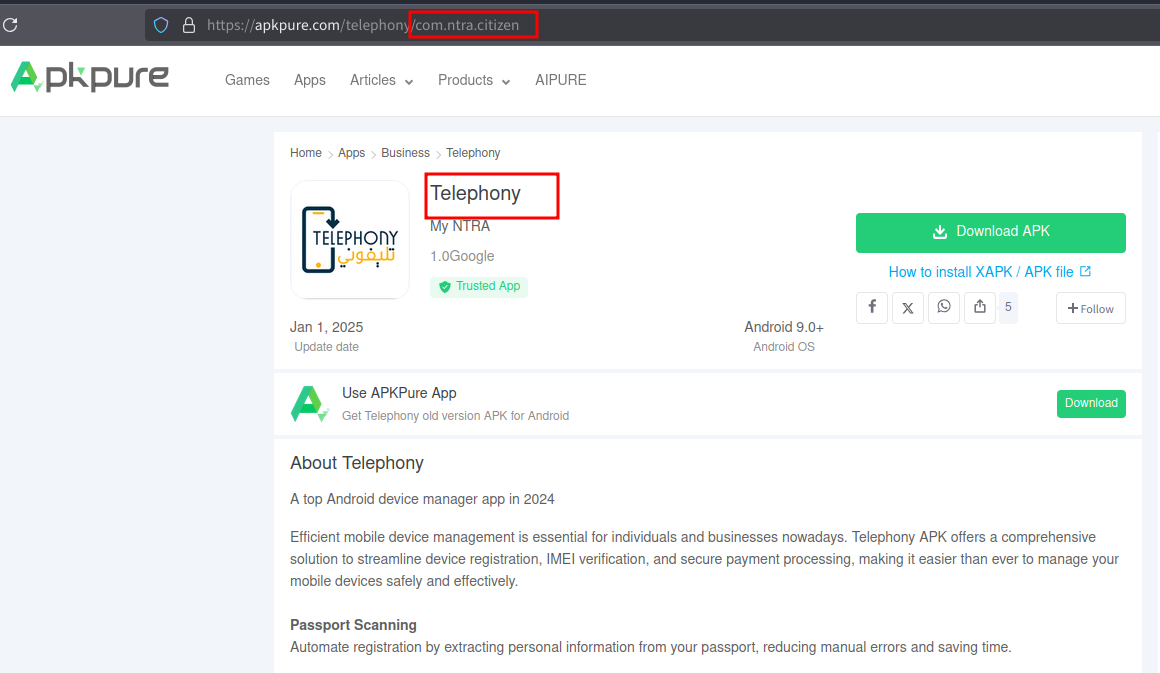 https://apkpure.com/telephony/com.ntra.citizen
Apkpure
Games Apps Articles Products AIPURE
Home > Apps > Business > Telephony
TELEPHONY
تليفوني
Telephony
My NTRA
1.0Google
Trusted App
Download APK
How to install XAPK / APK file
5
+ Follow
Jan 1, 2025
Update date
Android 9.0+
Android OS
Use APKPure App
Get Telephony old version APK for Android
Download
About Telephony
A top Android device manager app in 2024
Efficient mobile device management is essential for individuals and businesses nowadays. Telephony APK offers a comprehensive
solution to streamline device registration, IMEI verification, and secure payment processing, making it easier than ever to manage your
mobile devices safely and effectively.
Passport Scanning
Automate registration by extracting personal information from your passport, reducing manual errors and saving time.